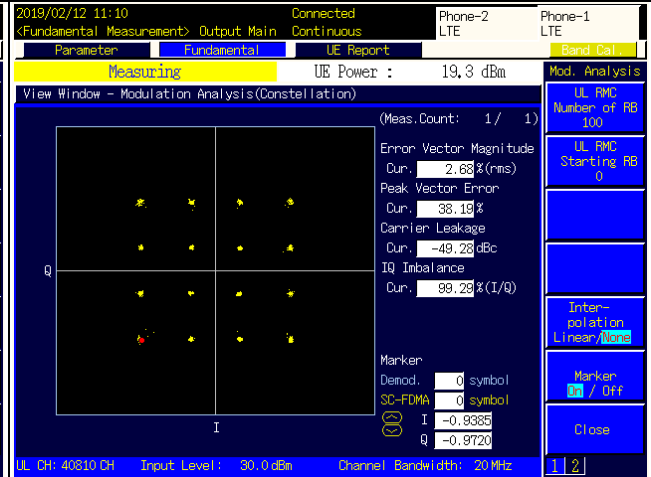 2019/02/12 11:10 Connected Phone-2 Phone-1
<Fundamental Measurement> Output Main Continuous LTE LTE
Parameter Fundamental UE Report Band Cal.
Measuring UE Power : 19.3 dBm Mod. Analysis
View Window - Modulation Analysis(Constellation)
(Meas.Count: 1/ 1)
Error Vector Magnitude
Cur. 2.68 %(rms)
Peak Vector Error
Cur. 38.19 %
Carrier Leakage
Cur. -49.28 dBc
IQ Imbalance
Cur. 99.29 %(I/Q)
Q
I
Marker
Demod. 0 symbol
SC-FDMA 0 symbol
I -0.9385
Q -0.9720
UL RMC
Number of RB
100
UL RMC
Starting RB
0
Inter-
polation
Linear/None
Marker
On / Off
Close
UL CH: 40810 CH Input Level: 30.0 dBm Channel Bandwidth: 20 MHz 1 2